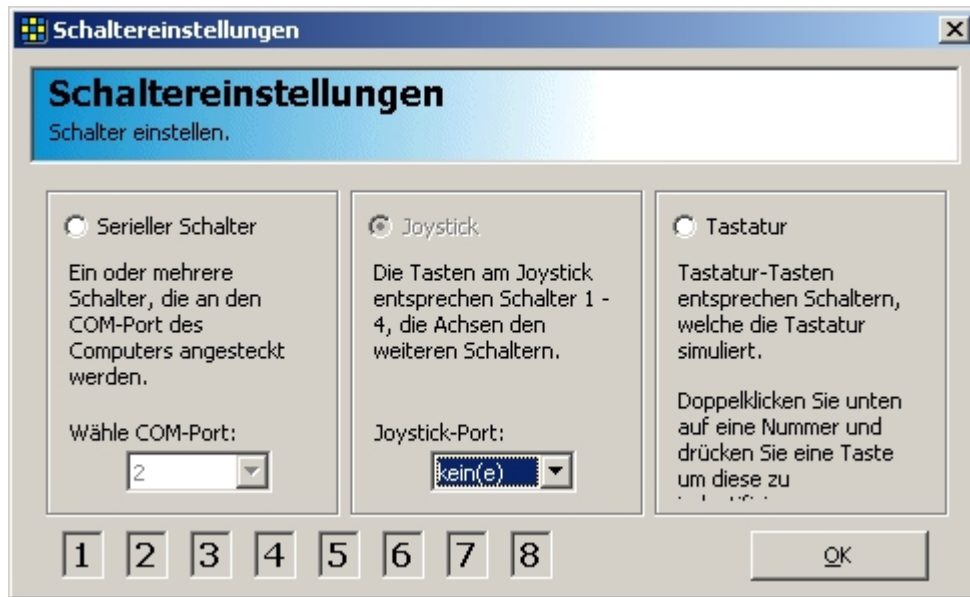 Schaltereinstellungen
Schaltereinstellungen
Schalter einstellen.
Serieller Schalter
Ein oder mehrere
Schalter, die an den
COM-Port des
Computers angesteckt
werden.
Wähle COM-Port:
2
Joystick
Die Tasten am Joystick
entsprechen Schalter 1 -
4, die Achsen den
weiteren Schaltern.
Joystick-Port:
kein(e)
Tastatur
Tastatur-Tasten
entsprechen Schaltern,
welche die Tastatur
simuliert.
Doppelklicken Sie unten
auf eine Nummer und
drücken Sie eine Taste
um diese zu
1 2 3 4 5 6 7 8
OK